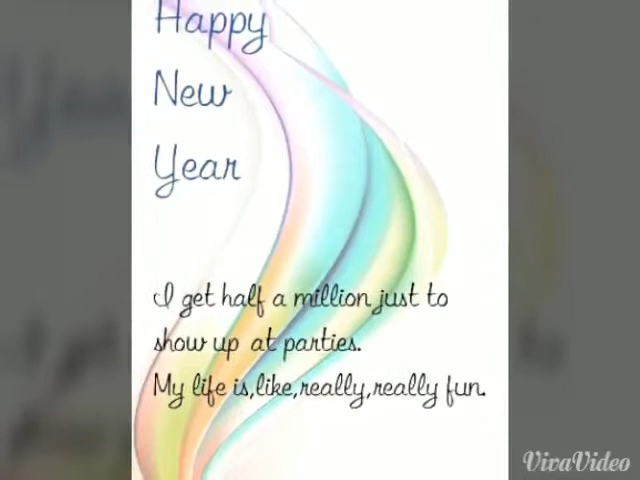 Happy
New
Year
I get half a million just to
show up at parties.
My life is,like,really,really fun.
VivaVideo